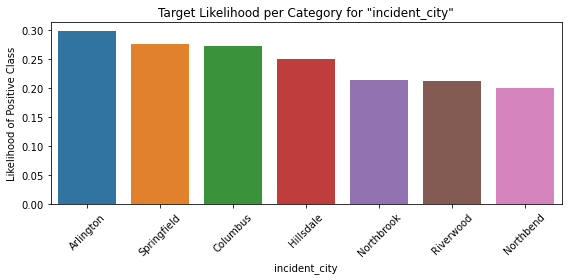 Target Likelihood per Category for "incident_city"
Likelihood of Positive Class
0.30
0.25
0.20
0.15
0.10
0.05
0.00
Arlington
Springfield
Columbus
Hillsdale
Northbrook
Riverwood
Northbend
incident_city